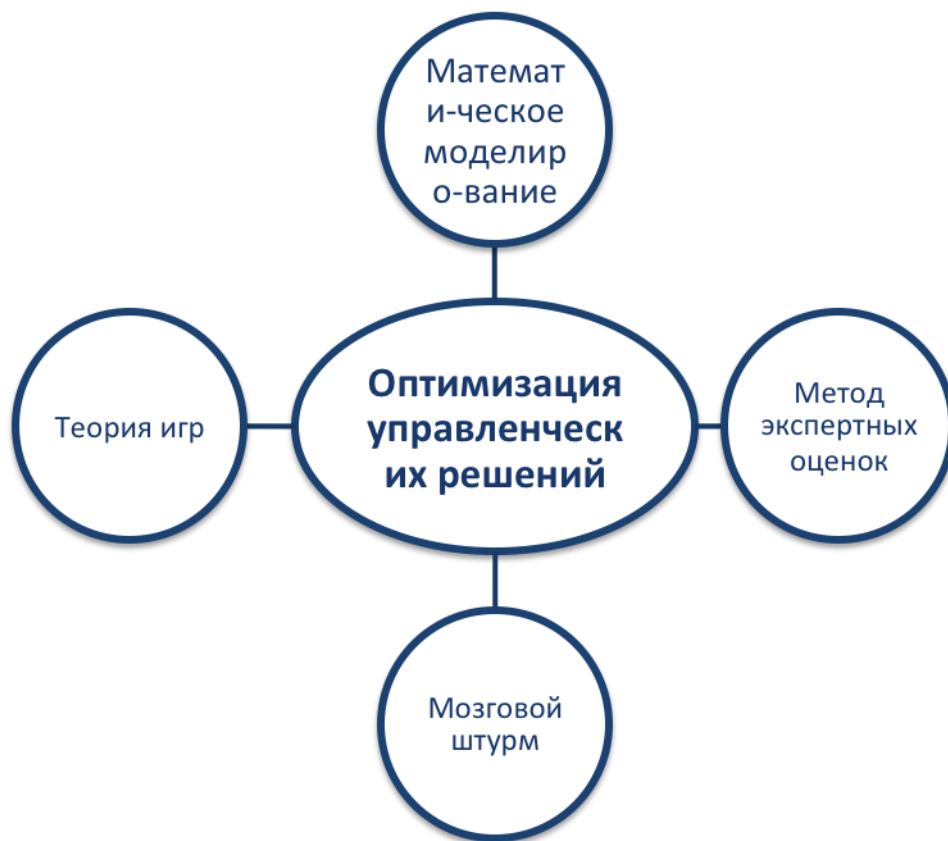 Математ
и-ческое
моделир
о-вание
Оптимизация
управленческ
их решений
Теория игр
Метод
экспертных
оценок
Мозговой
штурм